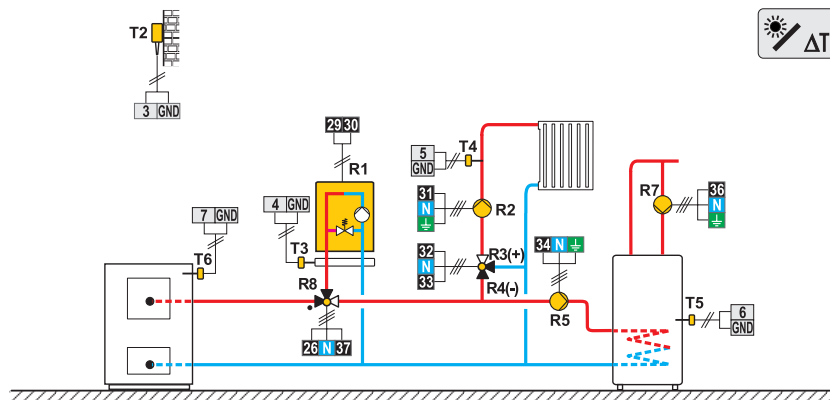 T2
ΔT
3 GND
29 30
R1
5
GND
T4
R7
36
N
31
N
R2
7 GND
4 GND
T6
T3
32
N
33
R3(+)
R4(-)
34 N
R8
R5
T5
6
GND
26 N 37